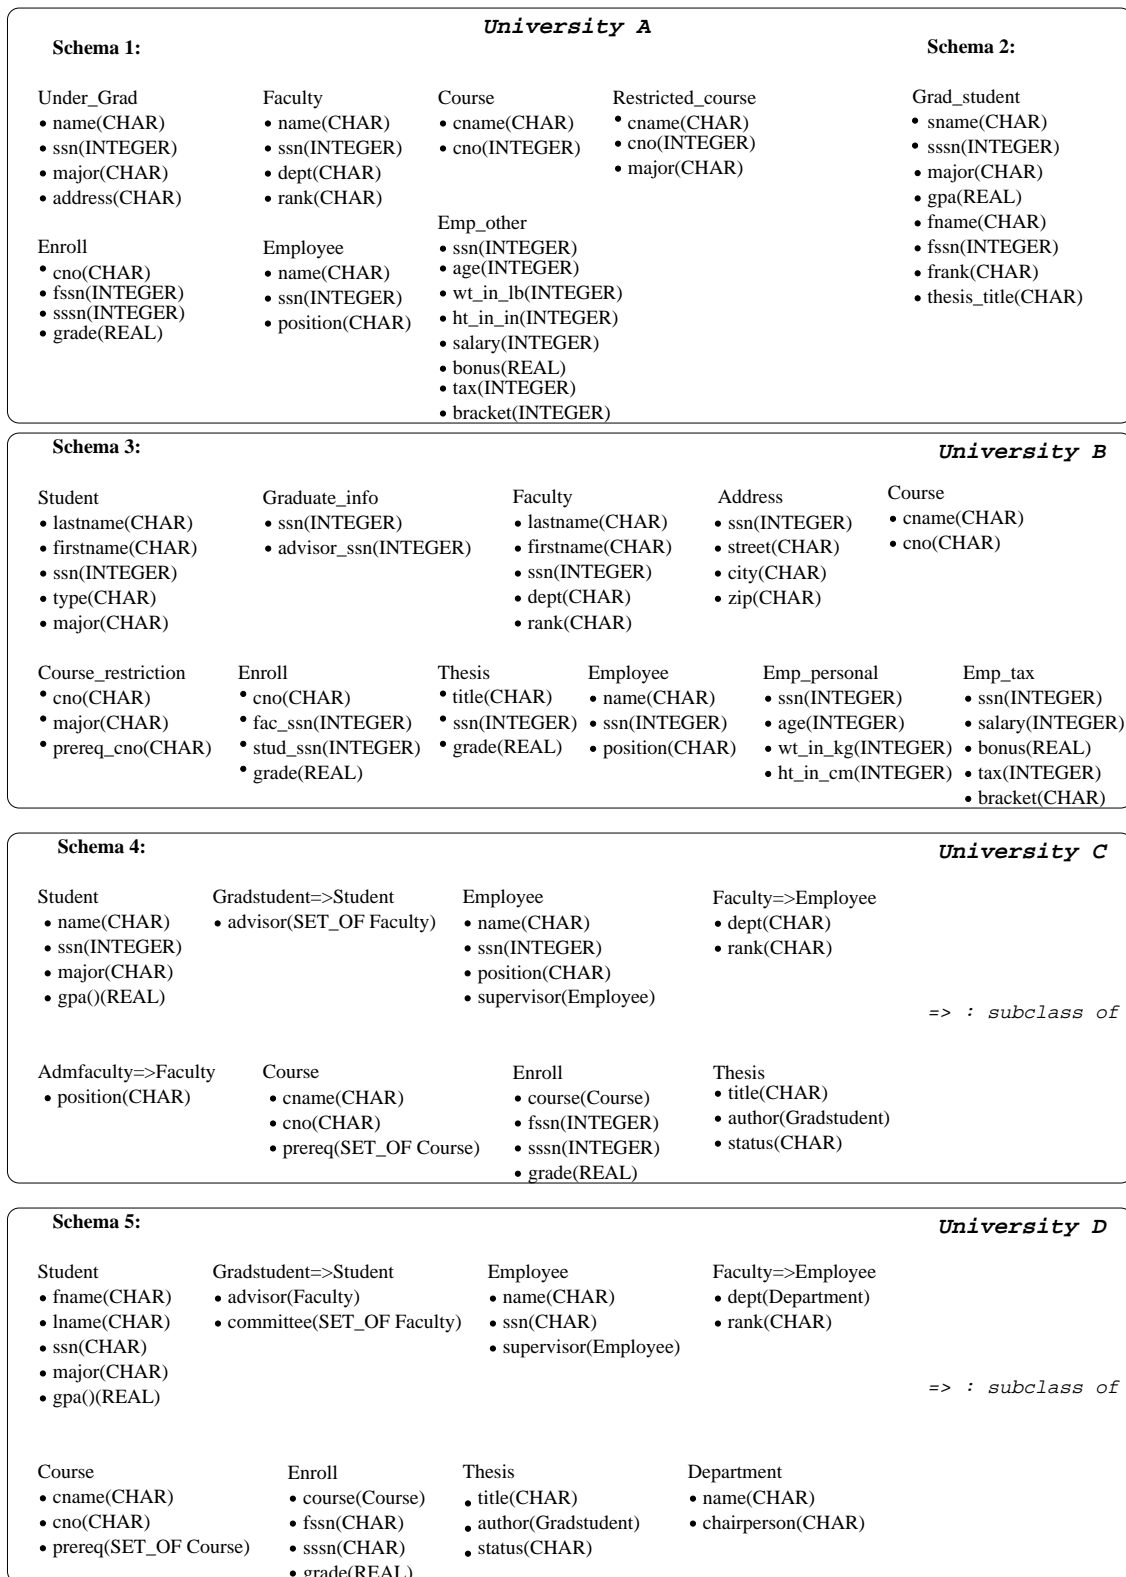 University A
Schema 1:
Schema 2:
Under_Grad
• name(CHAR)
• ssn(INTEGER)
• major(CHAR)
• address(CHAR)
Faculty
• name(CHAR)
• ssn(INTEGER)
• dept(CHAR)
• rank(CHAR)
Course
• cname(CHAR)
• cno(INTEGER)
Restricted_course
• cname(CHAR)
• cno(INTEGER)
• major(CHAR)
Grad_student
• sname(CHAR)
• sssn(INTEGER)
• major(CHAR)
• gpa(REAL)
• fname(CHAR)
• fssn(INTEGER)
• frank(CHAR)
• thesis_title(CHAR)
Enroll
• cno(CHAR)
• fssn(INTEGER)
• sssn(INTEGER)
• grade(REAL)
Employee
• name(CHAR)
• ssn(INTEGER)
• position(CHAR)
Emp_other
• ssn(INTEGER)
• age(INTEGER)
• wt_in_lb(INTEGER)
• ht_in_in(INTEGER)
• salary(INTEGER)
• bonus(REAL)
• tax(INTEGER)
• bracket(INTEGER)
Schema 3:
University B
Student
• lastname(CHAR)
• firstname(CHAR)
• ssn(INTEGER)
• type(CHAR)
• major(CHAR)
Graduate_info
• ssn(INTEGER)
• advisor_ssn(INTEGER)
Faculty
• lastname(CHAR)
• firstname(CHAR)
• ssn(INTEGER)
• dept(CHAR)
• rank(CHAR)
Address
• ssn(INTEGER)
• street(CHAR)
• city(CHAR)
• zip(CHAR)
Course
• cname(CHAR)
• cno(CHAR)
Course_restriction
• cno(CHAR)
• major(CHAR)
• prereq_cno(CHAR)
Enroll
• cno(CHAR)
• fac_ssn(INTEGER)
• stud_ssn(INTEGER)
• grade(REAL)
Thesis
• title(CHAR)
• ssn(INTEGER)
• grade(REAL)
Employee
• name(CHAR)
• ssn(INTEGER)
• position(CHAR)
Emp_personal
• ssn(INTEGER)
• age(INTEGER)
• wt_in_kg(INTEGER)
• ht_in_cm(INTEGER)
Emp_tax
• ssn(INTEGER)
• salary(INTEGER)
• bonus(REAL)
• tax(INTEGER)
• bracket(CHAR)
Schema 4:
University C
Student
• name(CHAR)
• ssn(INTEGER)
• major(CHAR)
• gpa()(REAL)
Gradstudent=>Student
• advisor(SET_OF Faculty)
Employee
• name(CHAR)
• ssn(INTEGER)
• position(CHAR)
• supervisor(Employee)
Faculty=>Employee
• dept(CHAR)
• rank(CHAR)
=> : subclass of
Admfaculty=>Faculty
• position(CHAR)
Course
• cname(CHAR)
• cno(CHAR)
• prereq(SET_OF Course)
Enroll
• course(Course)
• fssn(INTEGER)
• sssn(INTEGER)
• grade(REAL)
Thesis
• title(CHAR)
• author(Gradstudent)
• status(CHAR)
Schema 5:
University D
Student
• fname(CHAR)
• lname(CHAR)
• ssn(CHAR)
• major(CHAR)
• gpa()(REAL)
Gradstudent=>Student
• advisor(Faculty)
• committee(SET_OF Faculty)
Employee
• name(CHAR)
• ssn(CHAR)
• supervisor(Employee)
Faculty=>Employee
• dept(Department)
• rank(CHAR)
=> : subclass of
Course
• cname(CHAR)
• cno(CHAR)
• prereq(SET_OF Course)
Enroll
• course(Course)
• fssn(CHAR)
• sssn(CHAR)
• grade(REAL)
Thesis
• title(CHAR)
• author(Gradstudent)
• status(CHAR)
Department
• name(CHAR)
• chairperson(CHAR)